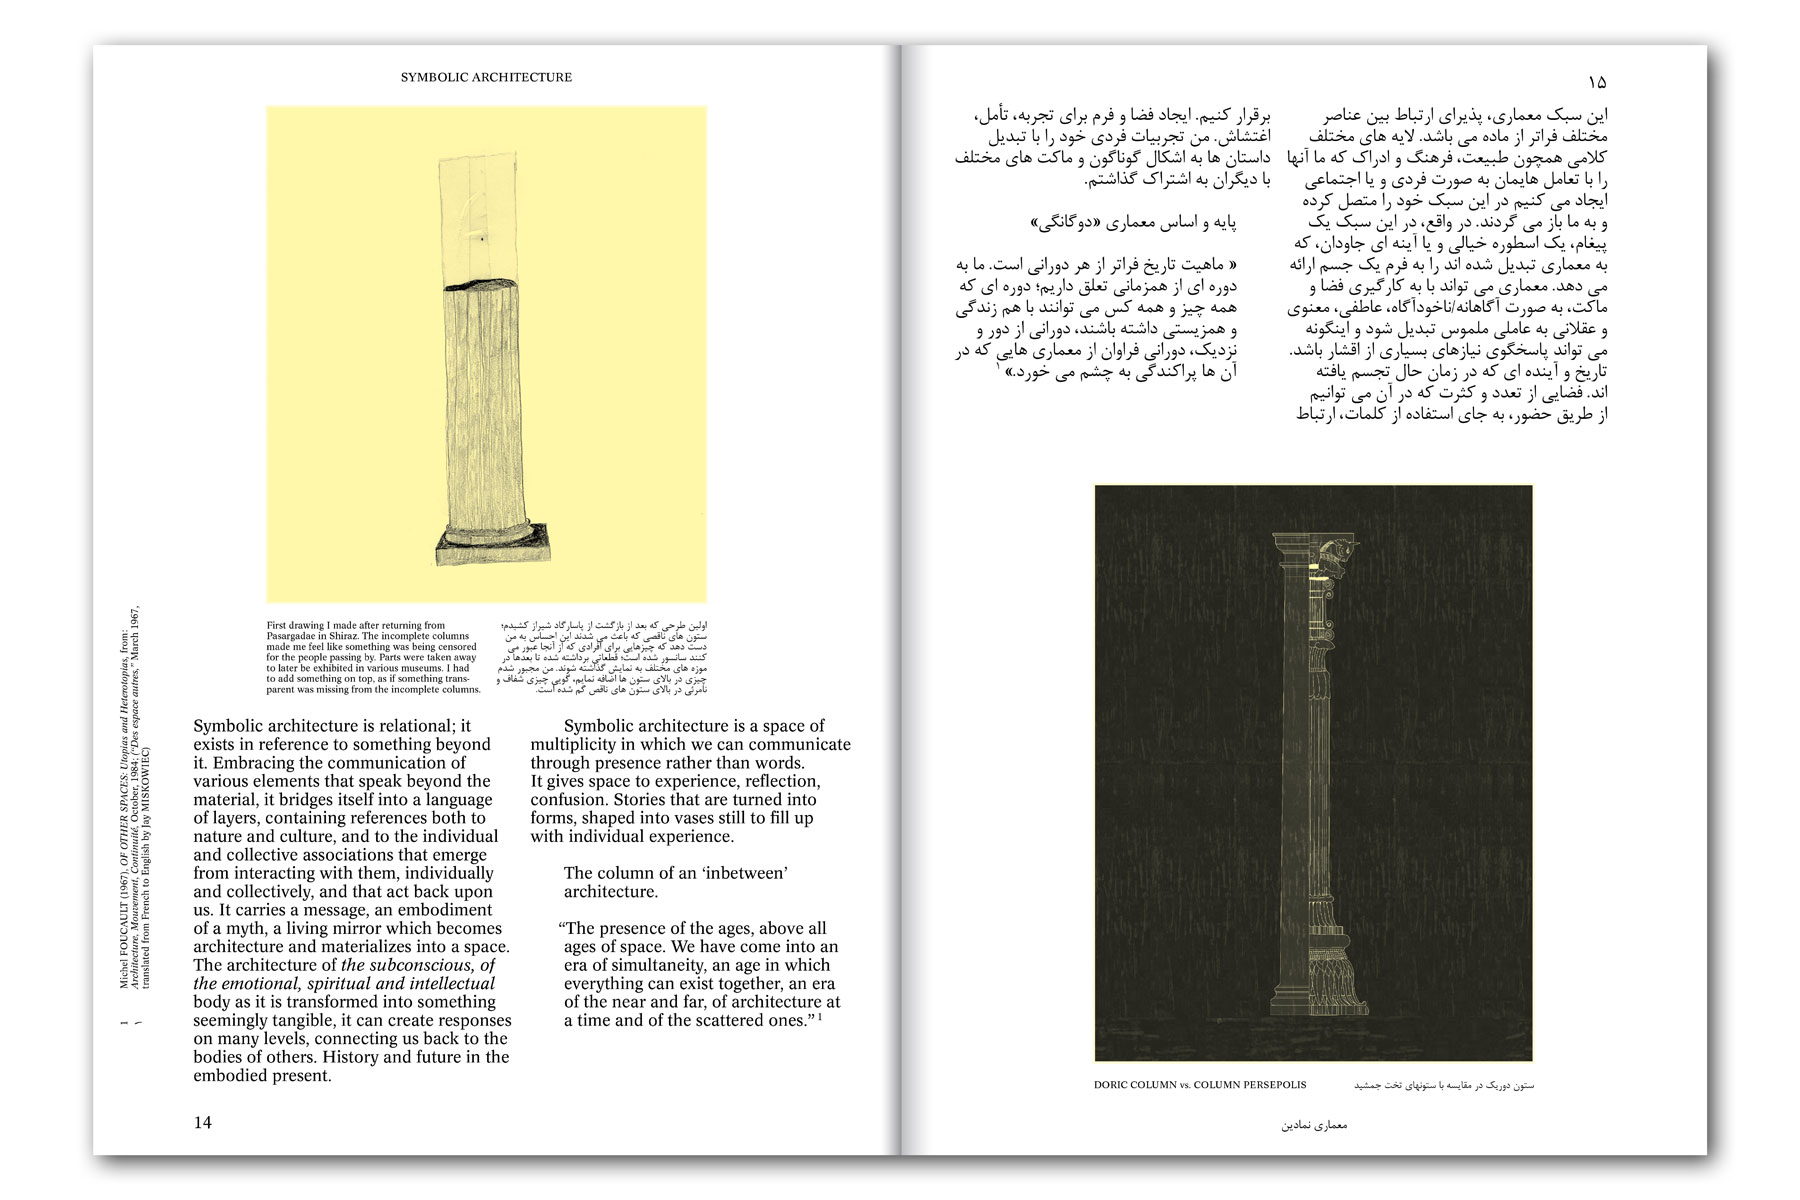 SYMBOLIC ARCHITECTURE
First drawing I made after returning from
Pasargadae in Shiraz. The incomplete columns
made me feel like something was being censored
for the people passing by. Parts were taken away
to later be exhibited in various museums. I had
to add something on top, as if something trans-
parent was missing from the incomplete columns.
اولین طرحی که بعد از بازگشت از پاسارگاد شیراز کشیدم؛
ستون های ناقصی که باعث می شدند این احساس به من
دست دهد که چیزهایی برای افرادی که از آنجا عبور می
کنند سانسور شده است؛ قطعاتی برداشته شده تا بعدها در
موزه های مختلف به نمایش گذاشته شوند. من مجبور شدم
چیزی در بالای ستون ها اضافه نمایم، گویی چیزی شفاف و
نامرئی در بالای ستون های ناقص گم شده است.
Michel FOUCAULT (1967), OF OTHER SPACES: Utopias and Heterotopias, from:
Architecture, Mouvement, Continuité, October, 1984; (“Des espace autres,” March 1967,
translated from French to English by Jay MISKOWIEC)
1
۱
Symbolic architecture is relational; it
exists in reference to something beyond
it. Embracing the communication of
various elements that speak beyond the
material, it bridges itself into a language
of layers, containing references both to
nature and culture, and to the individual
and collective associations that emerge
from interacting with them, individually
and collectively, and that act back upon
us. It carries a message, an embodiment
of a myth, a living mirror which becomes
architecture and materializes into a space.
The architecture of the subconscious, of
the emotional, spiritual and intellectual
body as it is transformed into something
seemingly tangible, it can create responses
on many levels, connecting us back to the
bodies of others. History and future in the
embodied present.
Symbolic architecture is a space of
multiplicity in which we can communicate
through presence rather than words.
It gives space to experience, reflection,
confusion. Stories that are turned into
forms, shaped into vases still to fill up
with individual experience.
The column of an ‘inbetween’
architecture.
“The presence of the ages, above all
ages of space. We have come into an
era of simultaneity, an age in which
everything can exist together, an era
of the near and far, of architecture at
a time and of the scattered ones.” 1
14
۱۵
این سبک معماری، پذیرای ارتباط بین عناصر
مختلف فراتر از ماده می باشد. لایه های مختلف
کلامی همچون طبیعت، فرهنگ و ادراک که ما آنها
را با تعامل هایمان به صورت فردی و یا اجتماعی
ایجاد می کنیم در این سبک خود را متصل کرده
و به ما باز می گردند. در واقع، در این سبک یک
پیغام، یک اسطوره خیالی و یا آینه ای جاودان، که
به معماری تبدیل شده اند را به فرم یک جسم ارائه
می دهد. معماری می تواند با به کارگیری فضا و
ماکت، به صورت آگاهانه/ناخودآگاه، عاطفی، معنوی
و عقلانی به عاملی ملموس تبدیل شود و اینگونه
می تواند پاسخگوی نیازهای بسیاری از اقشار باشد.
تاریخ و آینده ای که در زمان حال تجسم یافته
اند. فضایی از تعدد و کثرت که در آن می توانیم
از طریق حضور، به جای استفاده از کلمات، ارتباط
برقرار کنیم. ایجاد فضا و فرم برای تجربه، تأمل،
اغتشاش. من تجربیات فردی خود را با تبدیل
داستان ها به اشکال گوناگون و ماکت های مختلف
با دیگران به اشتراک گذاشتم.
پایه و اساس معماری «دوگانگی»
« ماهیت تاریخ فراتر از هر دورانی است. ما به
دوره ای از همزمانی تعلق داریم؛ دوره ای که
همه چیز و همه کس می توانند با هم زندگی
و همزیستی داشته باشند، دورانی از دور و
نزدیک، دورانی فراوان از معماری هایی که در
آن ها پراکندگی به چشم می خورد.» ۱
DORIC COLUMN vs. COLUMN PERSEPOLIS
ستون دوریک در مقایسه با ستونهای تخت جمشید
معماری نمادین